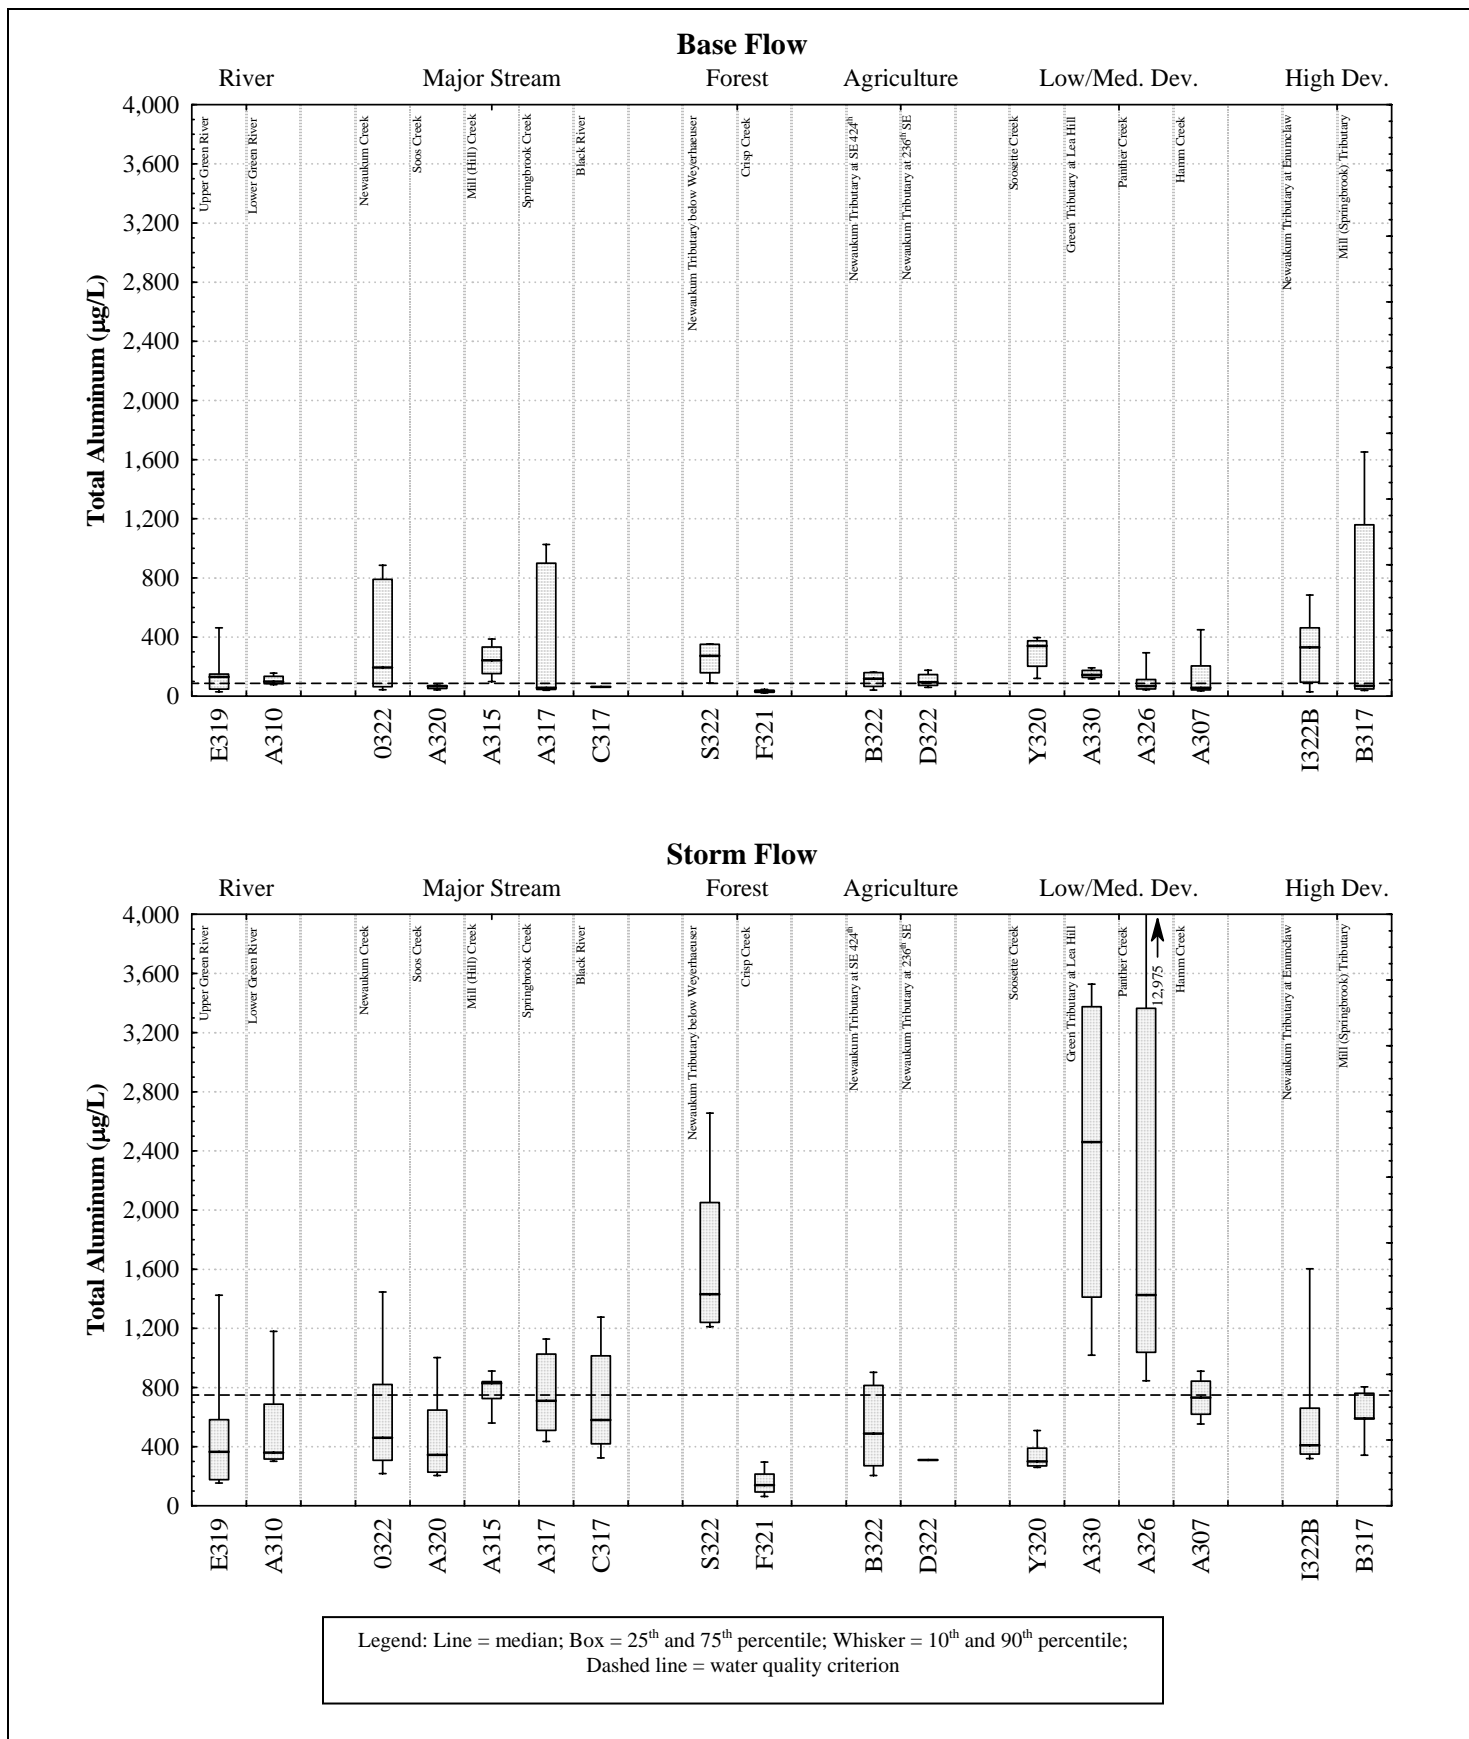 Base Flow
River Major Stream Forest Agriculture Low/Med. Dev. High Dev.
Total Aluminum (µg/L)
4,000
3,600
3,200
2,800
2,400
2,000
1,600
1,200
800
400
0
Upper Green River
Lower Green River
Newaukum Creek
Soos Creek
Mill (Hill) Creek
Springbrook Creek
Black River
Newaukum Tributary below Weyerhaeuser
Crisp Creek
Newaukum Tributary at SE 424th
Newaukum Tributary at 236th SE
Soosette Creek
Green Tributary at Lea Hill
Panther Creek
Hamm Creek
Newaukum Tributary at Enumclaw
Mill (Springbrook) Tributary
E319 A310 0322 A320 A315 A317 C317 S322 F321 B322 D322 Y320 A330 A326 A307 I322B B317
Storm Flow
River Major Stream Forest Agriculture Low/Med. Dev. High Dev.
Total Aluminum (µg/L)
4,000
3,600
3,200
2,800
2,400
2,000
1,600
1,200
800
400
0
Upper Green River
Lower Green River
Newaukum Creek
Soos Creek
Mill (Hill) Creek
Springbrook Creek
Black River
Newaukum Tributary below Weyerhaeuser
Crisp Creek
Newaukum Tributary at SE 424th
Newaukum Tributary at 236th SE
Soosette Creek
Green Tributary at Lea Hill
Panther Creek
12,975
Hamm Creek
Newaukum Tributary at Enumclaw
Mill (Springbrook) Tributary
E319 A310 0322 A320 A315 A317 C317 S322 F321 B322 D322 Y320 A330 A326 A307 I322B B317
Legend: Line = median; Box = 25th and 75th percentile; Whisker = 10th and 90th percentile;
Dashed line = water quality criterion